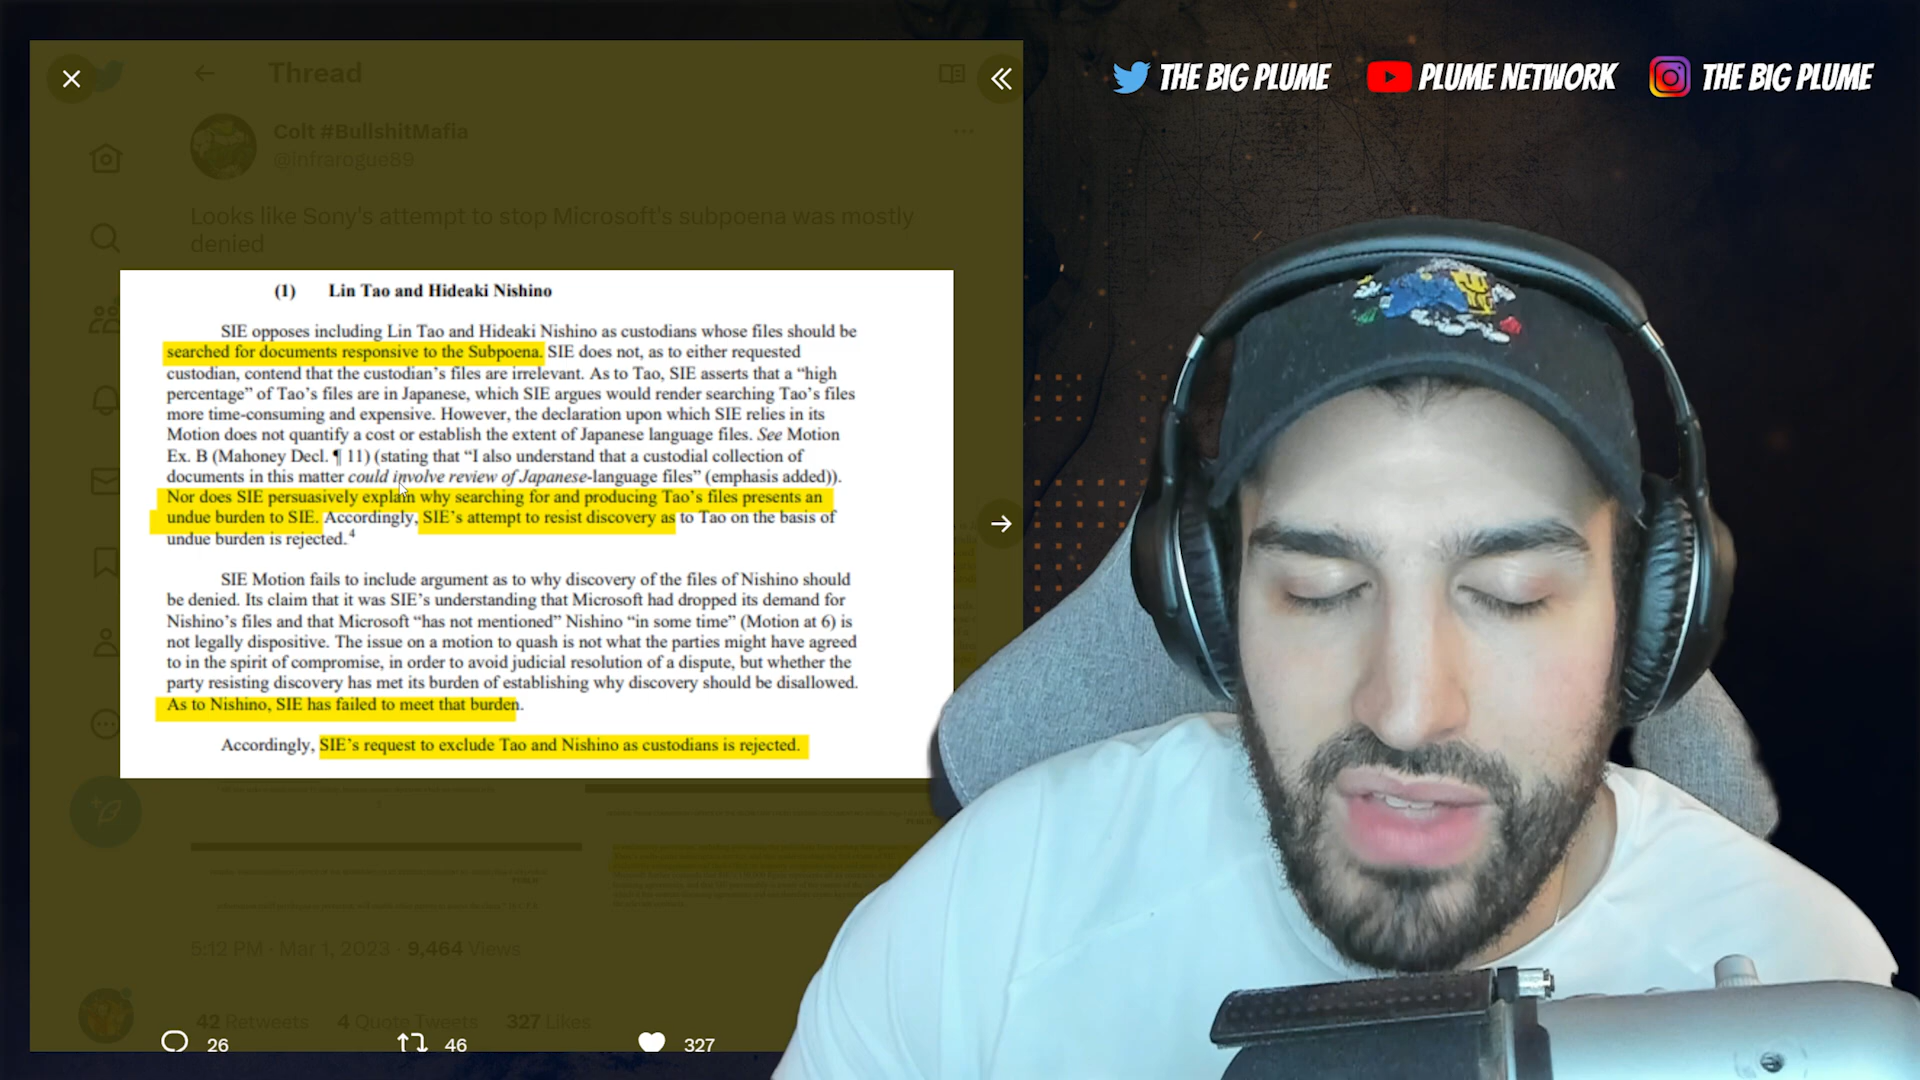 THE BIG PLUME
PLUME NETWORK
THE BIG PLUME
Thread
Colt #BullshitMafia
@infrarogue89
Looks like Sony's attempt to stop Microsoft's subpoena was mostly
denied
(1) Lin Tao and Hideaki Nishino
SIE opposes including Lin Tao and Hideaki Nishino as custodians whose files should be
searched for documents responsive to the Subpoena. SIE does not, as to either requested
custodian, contend that the custodian's files are irrelevant. As to Tao, SIE asserts that a “high
percentage” of Tao's files are in Japanese, which SIE argues would render searching Tao's files
more time-consuming and expensive. However, the declaration upon which SIE relies in its
Motion does not quantify a cost or establish the extent of Japanese language files. See Motion
Ex. B (Mahoney Decl. ¶ 11) (stating that “I also understand that a custodial collection of
documents in this matter could involve review of Japanese-language files” (emphasis added)).
Nor does SIE persuasively explain why searching for and producing Tao's files presents an
undue burden to SIE. Accordingly, SIE's attempt to resist discovery as to Tao on the basis of
undue burden is rejected.4
SIE Motion fails to include argument as to why discovery of the files of Nishino should
be denied. Its claim that it was SIE's understanding that Microsoft had dropped its demand for
Nishino's files and that Microsoft “has not mentioned” Nishino “in some time” (Motion at 6) is
not legally dispositive. The issue on a motion to quash is not what the parties might have agreed
to in the spirit of compromise, in order to avoid judicial resolution of a dispute, but whether the
party resisting discovery has met its burden of establishing why discovery should be disallowed.
As to Nishino, SIE has failed to meet that burden.
Accordingly, SIE's request to exclude Tao and Nishino as custodians is rejected.
5:12 PM · Mar 1, 2023 · 9,464 Views
42 Retweets 4 Quote Tweets 327 Likes
26 46 327